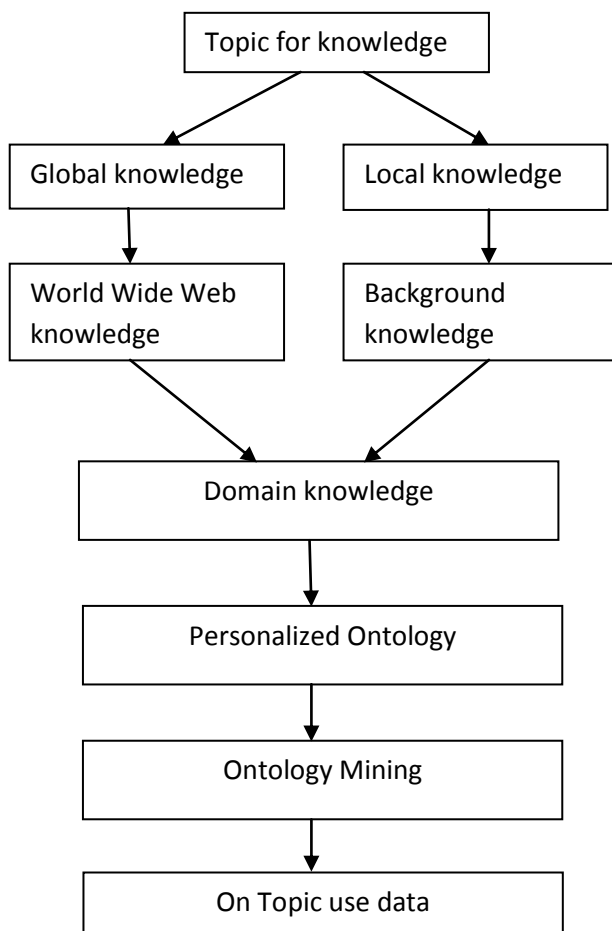 Topic for knowledge
Global knowledge
Local knowledge
World Wide Web
knowledge
Background
knowledge
Domain knowledge
Personalized Ontology
Ontology Mining
On Topic use data